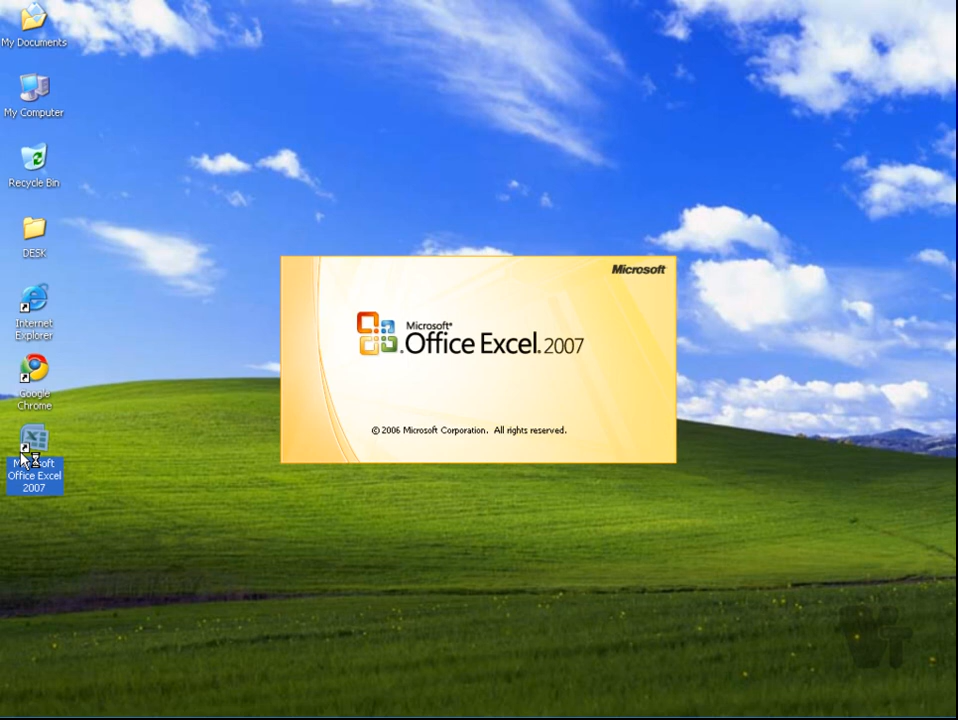 My Documents
My Computer
Recycle Bin
DESK
Internet
Explorer
Google
Chrome
Office Excel
2007
Microsoft
Microsoft®
Office Excel® 2007
© 2006 Microsoft Corporation. All rights reserved.